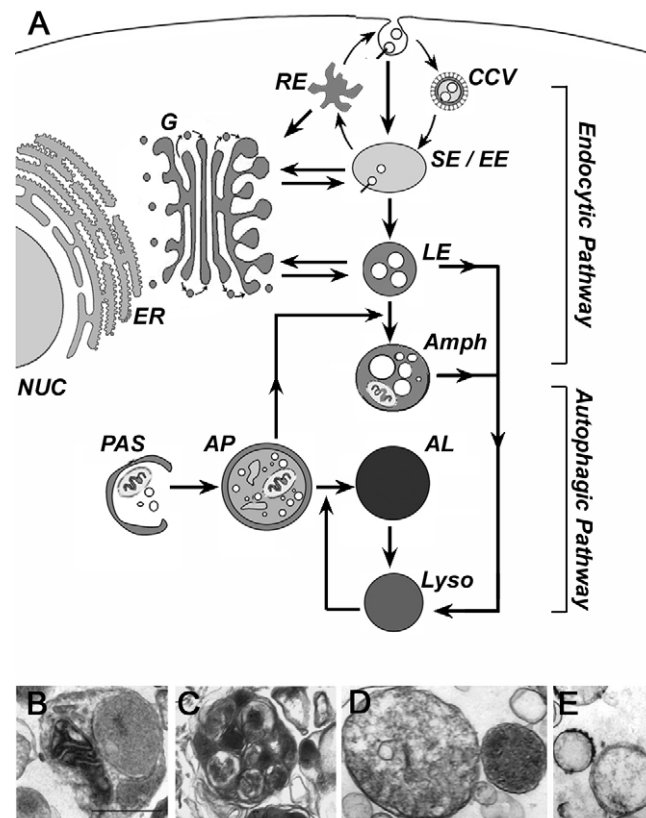 A
RE
CCV
G
SE / EE
Endocytic Pathway
LE
ER
Amph
NUC
PAS
AP
AL
Autophagic Pathway
Lyso
B
C
D
E